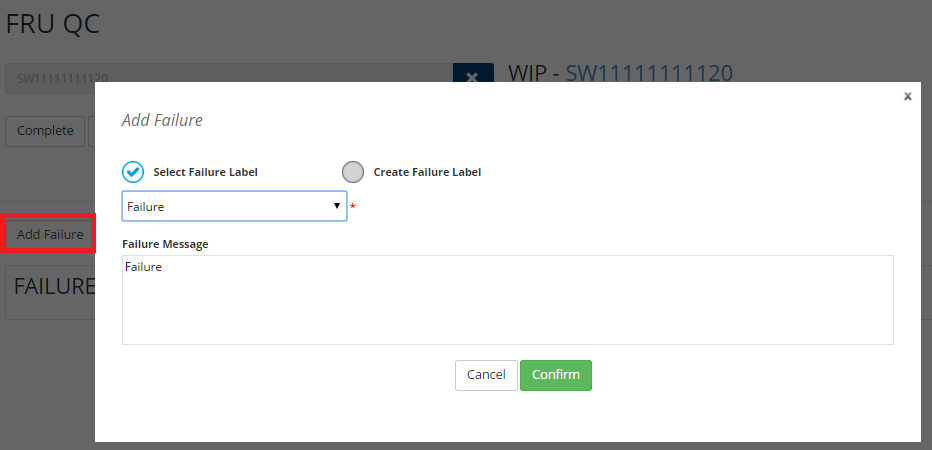 FRU QC
SW11111111120
WIP - SW11111111120
Complete
Add Failure
x
Add Failure
Select Failure Label
Create Failure Label
Failure
*
Failure Message
Failure
Cancel
Confirm
FAILURE